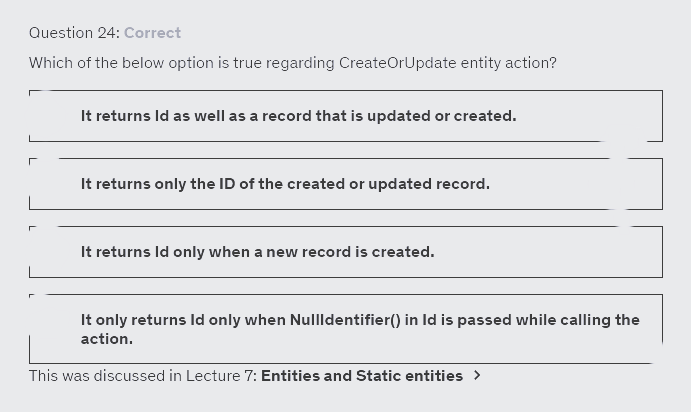 Question 24: Correct
Which of the below option is true regarding CreateOrUpdate entity action?
It returns Id as well as a record that is updated or created.
It returns only the ID of the created or updated record.
It returns Id only when a new record is created.
It only returns Id only when NullIdentifier() in Id is passed while calling the
action.
This was discussed in Lecture 7: Entities and Static entities >